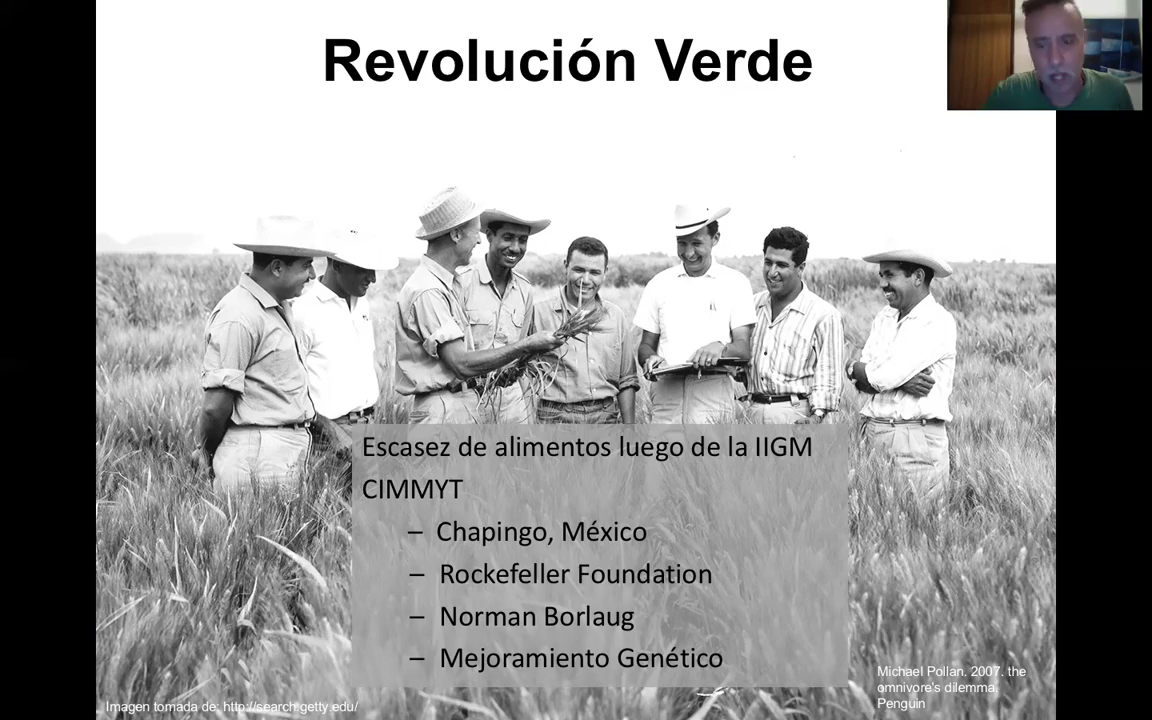 Revolución Verde
Escasez de alimentos luego de la IIGM
CIMMYT
– Chapingo, México
– Rockefeller Foundation
– Norman Borlaug
– Mejoramiento Genético
Michael Pollan. 2007. the
omnivore's dilemma.
Penguin
Imagen tomada de: http://search.getty.edu/